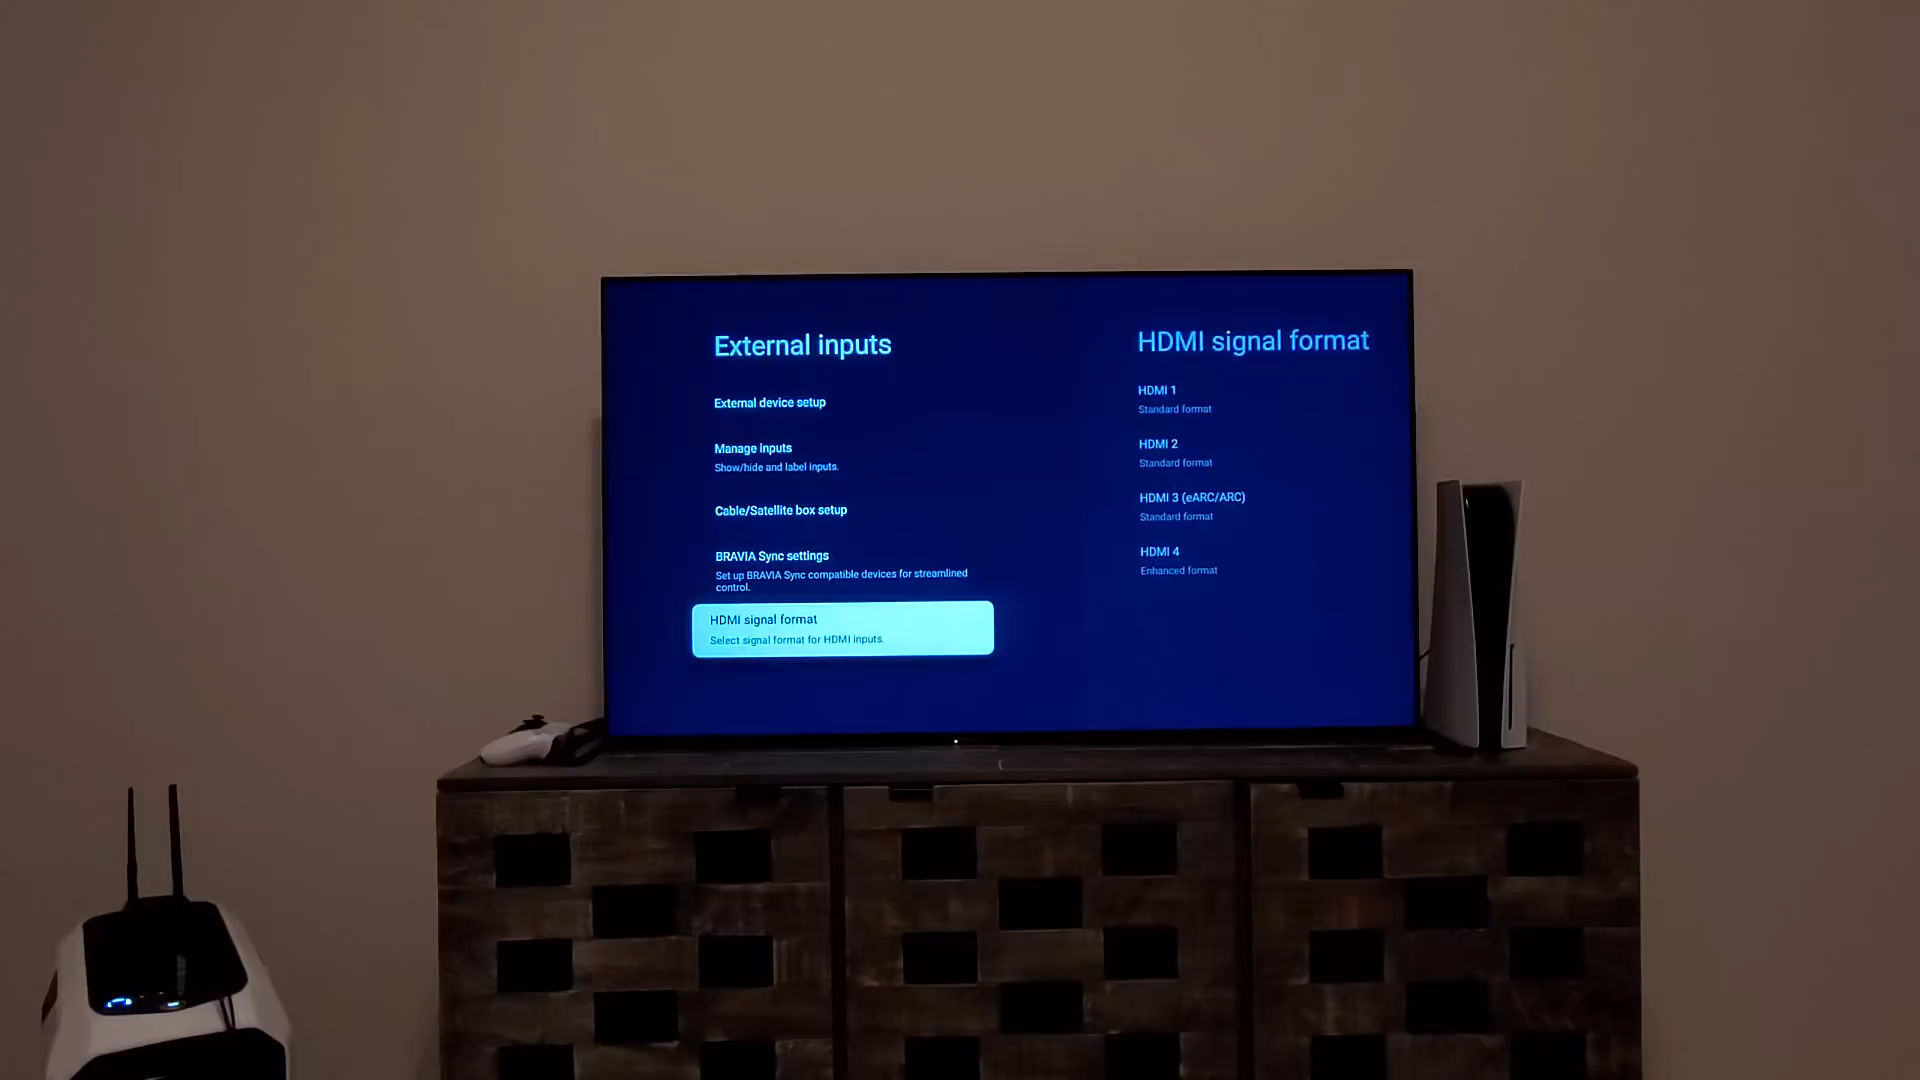 External inputs
External device setup
Manage inputs
Show/hide and label inputs.
Cable/Satellite box setup
BRAVIA Sync settings
Set up BRAVIA Sync compatible devices for streamlined
control.
HDMI signal format
Select signal format for HDMI inputs.
HDMI signal format
HDMI 1
Standard format
HDMI 2
Standard format
HDMI 3 (eARC/ARC)
Standard format
HDMI 4
Enhanced format